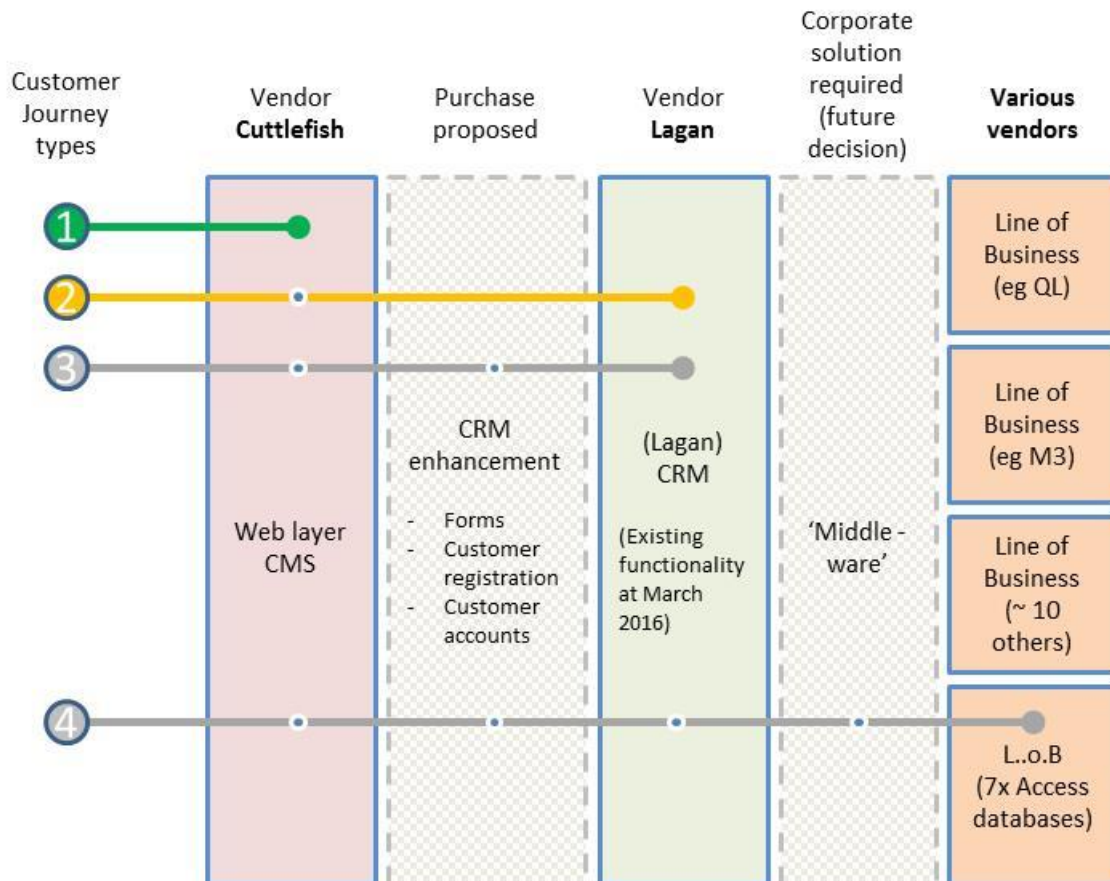 Customer
Journey
types
Vendor
Cuttlefish
Purchase
proposed
Vendor
Lagan
Corporate
solution
required
(future
decision)
Various
vendors
1
2
3
4
Web layer
CMS
CRM
enhancement
- Forms
- Customer
registration
- Customer
accounts
(Lagan)
CRM
(Existing
functionality
at March
2016)
‘Middle -
ware’
Line of
Business
(eg QL)
Line of
Business
(eg M3)
Line of
Business
(~ 10
others)
L..o.B
(7x Access
databases)